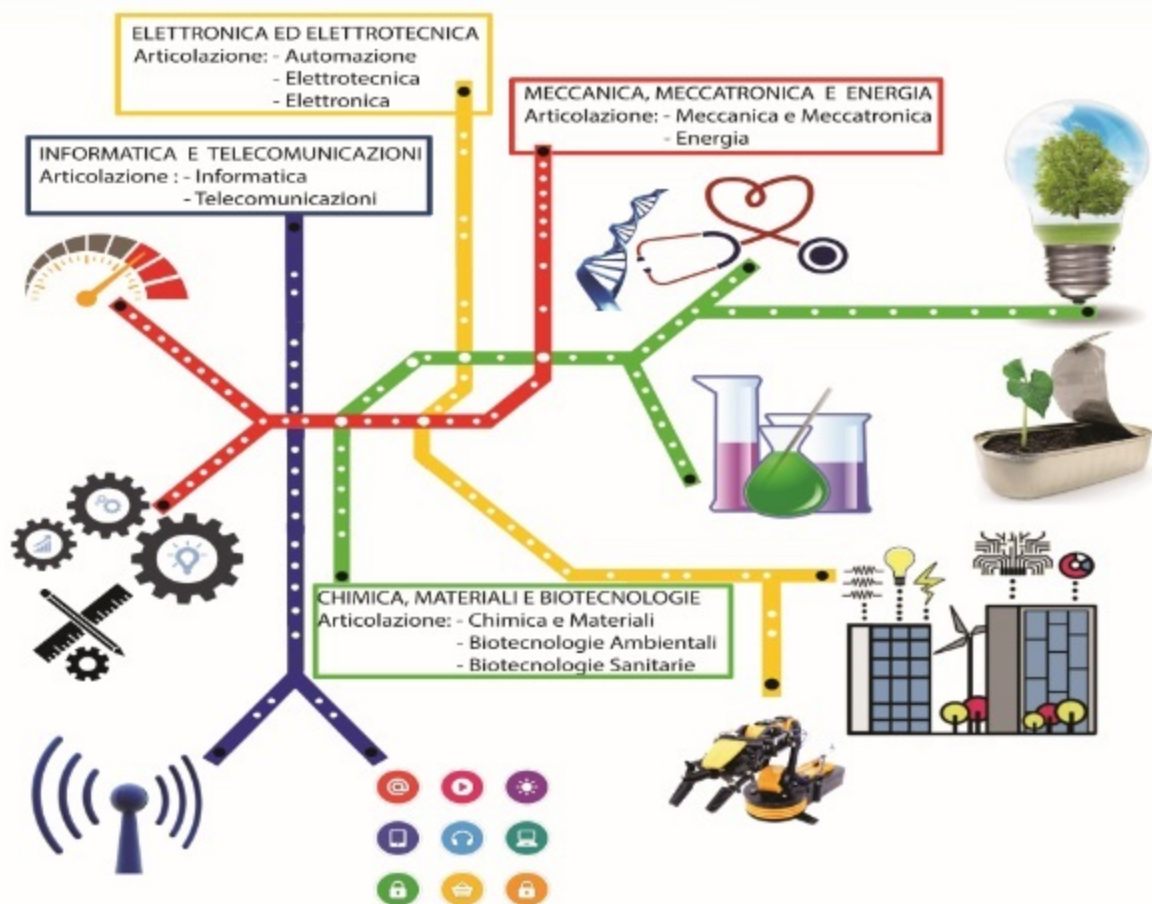 ELETTRONICA ED ELETTROTECNICA
Articolazione: - Automazione
- Elettrotecnica
- Elettronica
MECCANICA, MECCATRONICA E ENERGIA
Articolazione: - Meccanica e Meccatronica
- Energia
INFORMATICA E TELECOMUNICAZIONI
Articolazione : - Informatica
- Telecomunicazioni
CHIMICA, MATERIALI E BIOTECNOLOGIE
Articolazione: - Chimica e Materiali
- Biotecnologie Ambientali
- Biotecnologie Sanitarie
@